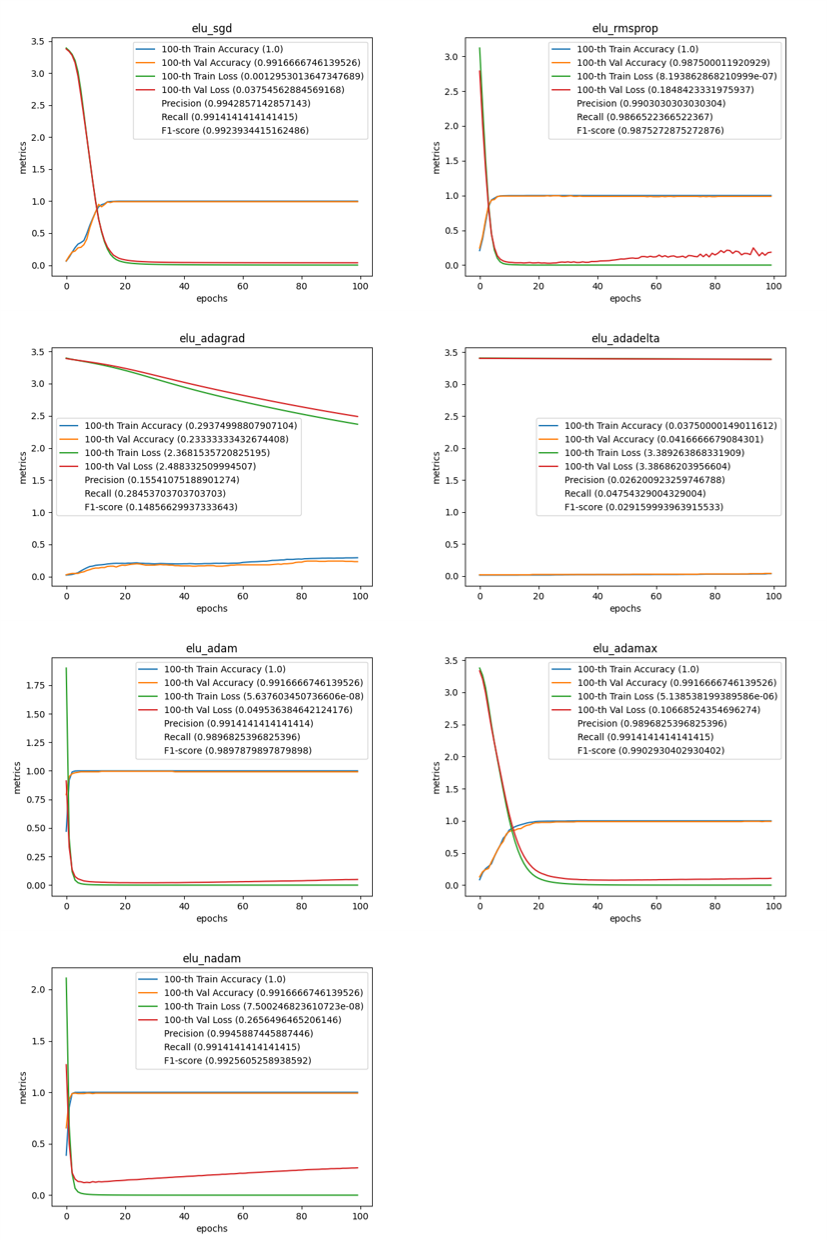 elu_sgd
3.5
3.0
2.5
2.0
1.5
1.0
0.5
0.0
metrics
100-th Train Accuracy (1.0)
100-th Val Accuracy (0.9916666746139526)
100-th Train Loss (0.0012953013647347689)
100-th Val Loss (0.03754562884569168)
Precision (0.9942857142857143)
Recall (0.9914141414141415)
F1-score (0.9923934415162486)
0 20 40 60 80 100
epochs
elu_rmsprop
3.0
2.5
2.0
1.5
1.0
0.5
0.0
metrics
100-th Train Accuracy (1.0)
100-th Val Accuracy (0.987500011920929)
100-th Train Loss (8.193862868210999e-07)
100-th Val Loss (0.1848423331975937)
Precision (0.9903030303030304)
Recall (0.9866522366522367)
F1-score (0.9875272875272876)
0 20 40 60 80 100
epochs
elu_adagrad
3.5
3.0
2.5
2.0
1.5
1.0
0.5
0.0
metrics
100-th Train Accuracy (0.29374998807907104)
100-th Val Accuracy (0.23333333432674408)
100-th Train Loss (2.3681535720825195)
100-th Val Loss (2.488332509994507)
Precision (0.15541075188901274)
Recall (0.28453703703703703)
F1-score (0.14856629937333643)
0 20 40 60 80 100
epochs
elu_adadelta
3.5
3.0
2.5
2.0
1.5
1.0
0.5
0.0
metrics
100-th Train Accuracy (0.03750000149011612)
100-th Val Accuracy (0.0416666679084301)
100-th Train Loss (3.389263868331909)
100-th Val Loss (3.38686203956604)
Precision (0.026200923259746788)
Recall (0.04754329004329004)
F1-score (0.029159993963915533)
0 20 40 60 80 100
epochs
elu_adam
1.75
1.50
1.25
1.00
0.75
0.50
0.25
0.00
metrics
100-th Train Accuracy (1.0)
100-th Val Accuracy (0.9916666746139526)
100-th Train Loss (5.637603450736606e-08)
100-th Val Loss (0.049536384642124176)
Precision (0.9914141414141414)
Recall (0.9896825396825396)
F1-score (0.9897879897879898)
0 20 40 60 80 100
epochs
elu_adamax
3.5
3.0
2.5
2.0
1.5
1.0
0.5
0.0
metrics
100-th Train Accuracy (1.0)
100-th Val Accuracy (0.9916666746139526)
100-th Train Loss (5.138538199389586e-06)
100-th Val Loss (0.10668524354696274)
Precision (0.9896825396825396)
Recall (0.9914141414141415)
F1-score (0.9902930402930402)
0 20 40 60 80 100
epochs
elu_nadam
2.0
1.5
1.0
0.5
0.0
metrics
100-th Train Accuracy (1.0)
100-th Val Accuracy (0.9916666746139526)
100-th Train Loss (7.500246823610723e-08)
100-th Val Loss (0.2656496465206146)
Precision (0.9945887445887446)
Recall (0.9914141414141415)
F1-score (0.9925605258938592)
0 20 40 60 80 100
epochs